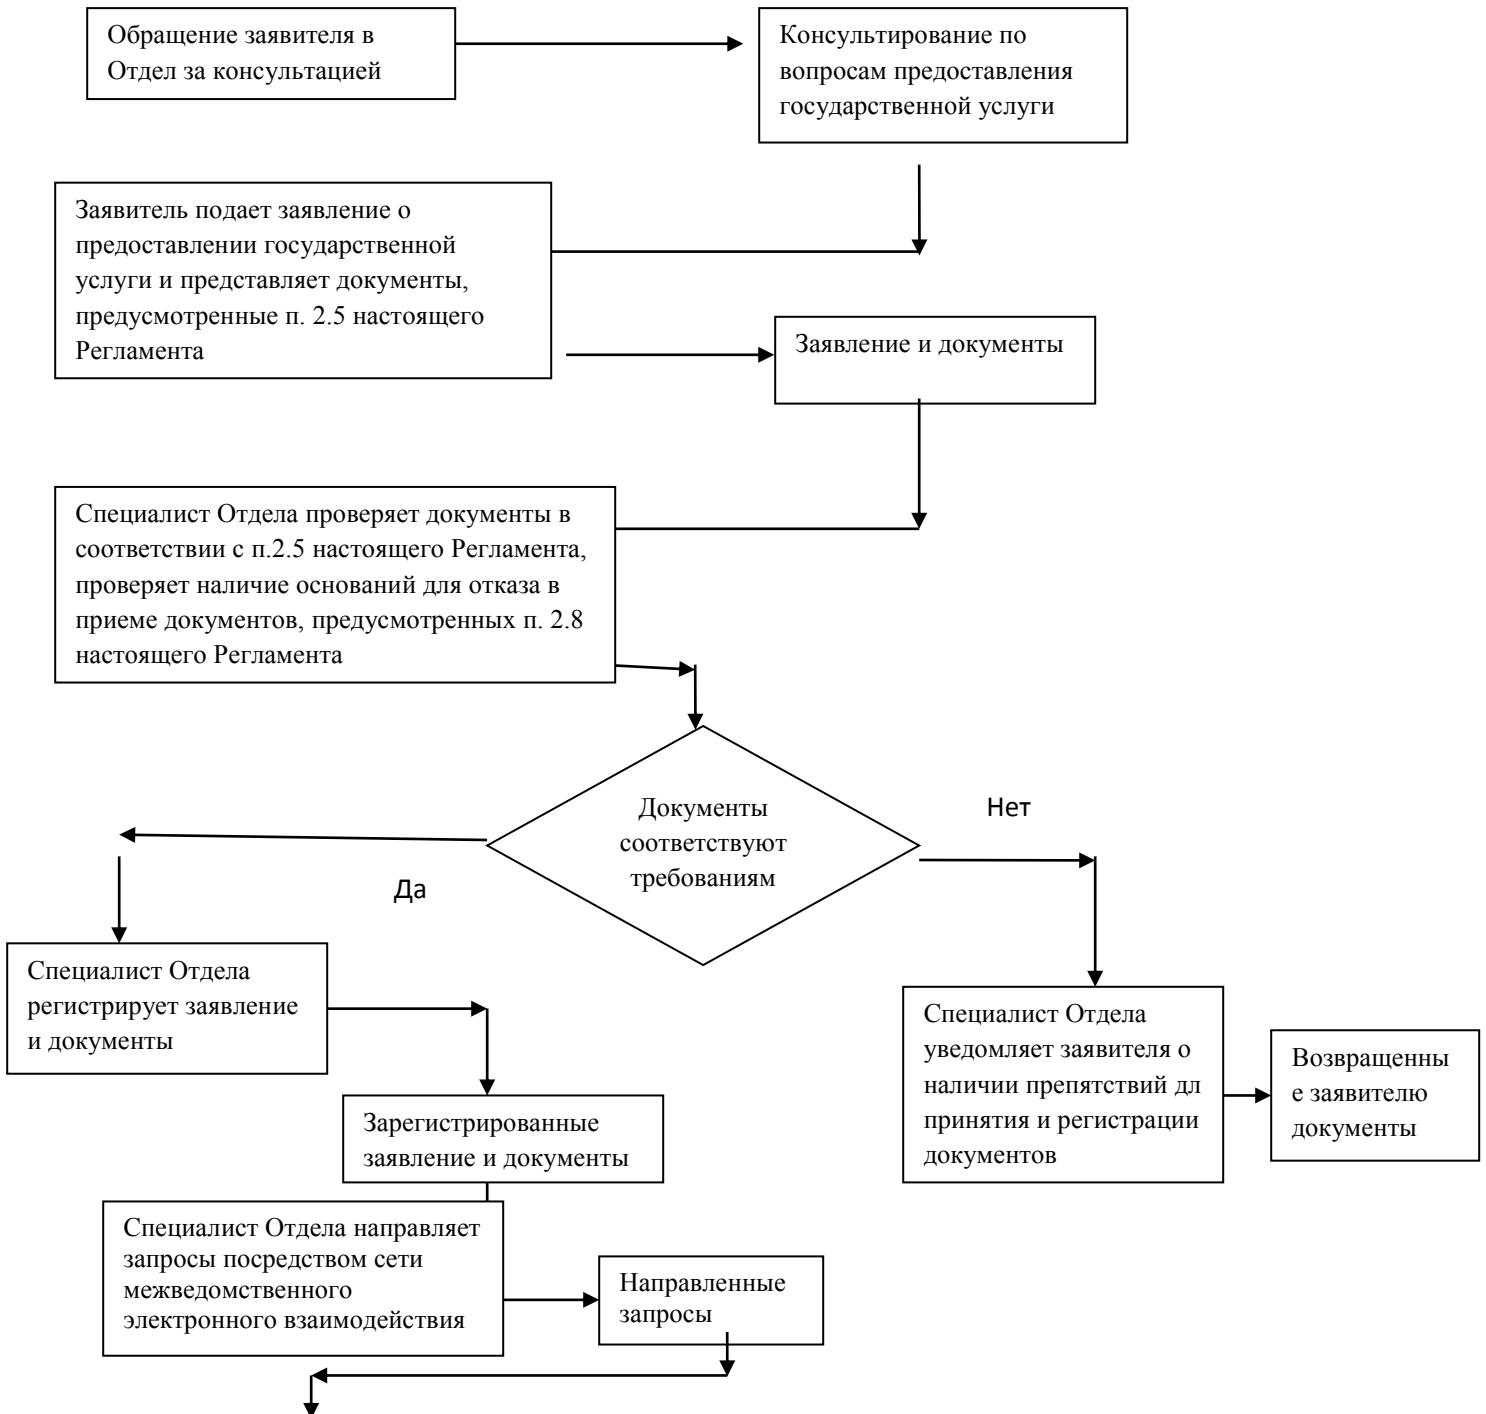 Обращение заявителя в
Отдел за консультацией
Консультирование по
вопросам предоставления
государственной услуги
Заявитель подает заявление о
предоставлении государственной
услуги и представляет документы,
предусмотренные п. 2.5 настоящего
Регламента
Заявление и документы
Специалист Отдела проверяет документы в
соответствии с п.2.5 настоящего Регламента,
проверяет наличие оснований для отказа в
приеме документов, предусмотренных п. 2.8
настоящего Регламента
Документы
соответствуют
требованиям
Нет
Да
Специалист Отдела
регистрирует заявление
и документы
Специалист Отдела
уведомляет заявителя о
наличии препятствий дл
принятия и регистрации
документов
Возвращенны
е заявителю
документы
Зарегистрированные
заявление и документы
Специалист Отдела направляет
запросы посредством сети
межведомственного
электронного взаимодействия
Направленные
запросы